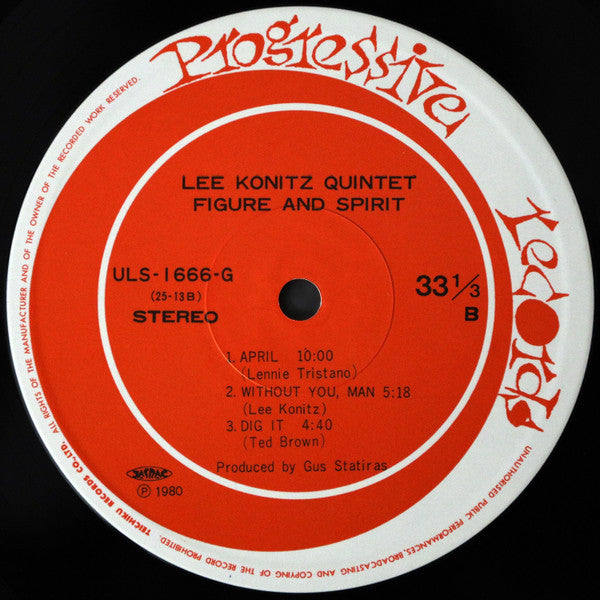 Progressive
records
LEE KONITZ QUINTET
FIGURE AND SPIRIT
ULS-1666-G
(25-13B)
STEREO
33 1/3
B
1. APRIL 10:00
(Lennie Tristano)
2. WITHOUT YOU, MAN 5:18
(Lee Konitz)
3. DIG IT 4:40
(Ted Brown)
Produced by Gus Statiras
JASRAC
Ⓟ 1980
TEICHIKU RECORDS CO., LTD. ALL RIGHTS OF THE MANUFACTURER AND OF THE OWNER OF THE RECORDED WORK RESERVED.
UNAUTHORISED PUBLIC PERFORMANCES, BROADCASTING AND COPYING OF THE RECORD PROHIBITED.